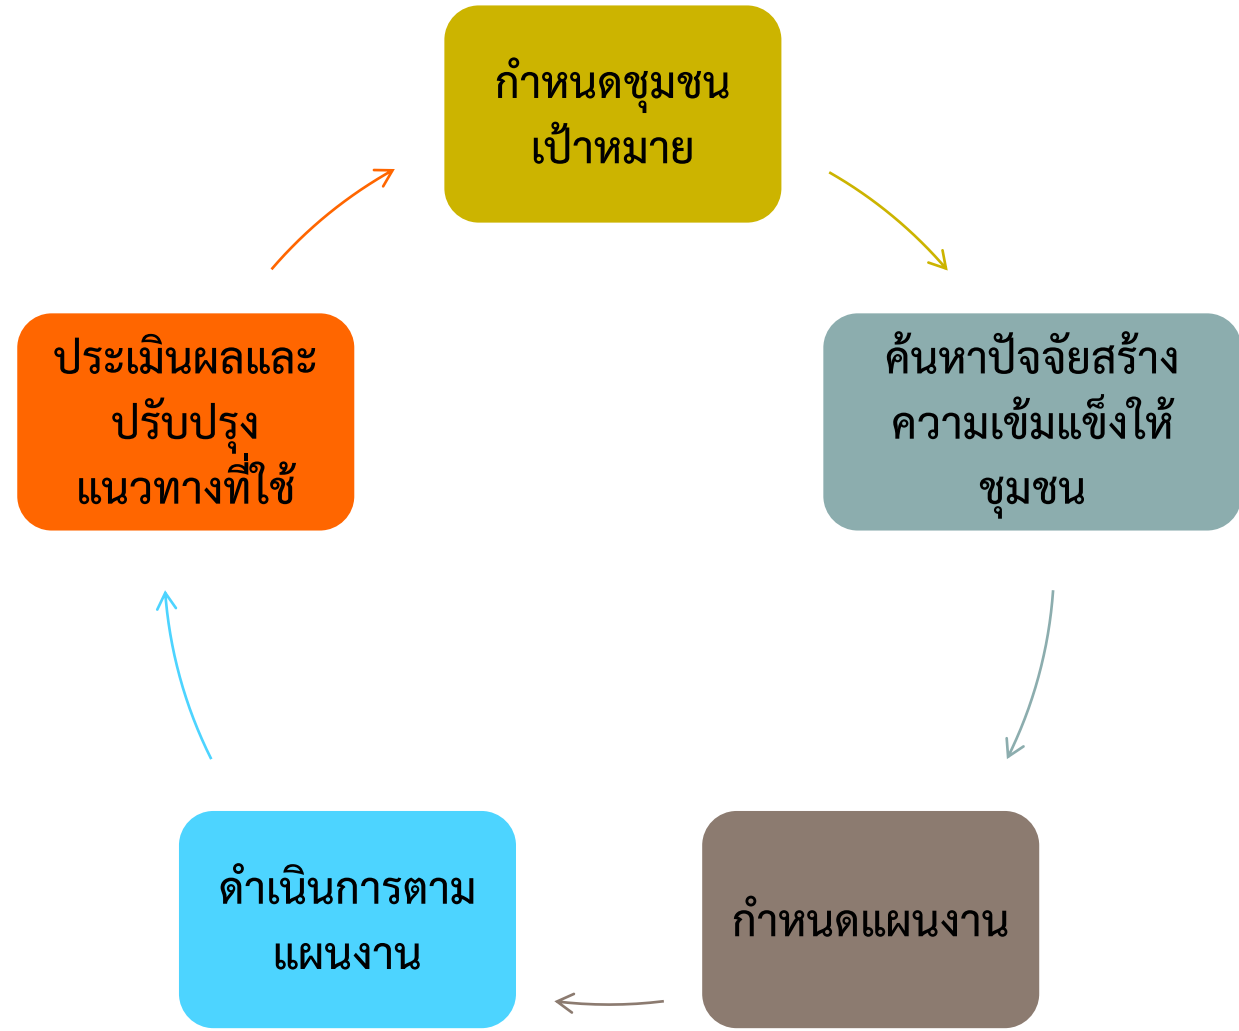 กำหนดชุมชน
เป้าหมาย
ค้นหาปัจจัยสร้าง
ความเข้มแข็งให้
ชุมชน
กำหนดแผนงาน
ดำเนินการตาม
แผนงาน
ประเมินผลและ
ปรับปรุง
แนวทางที่ใช้